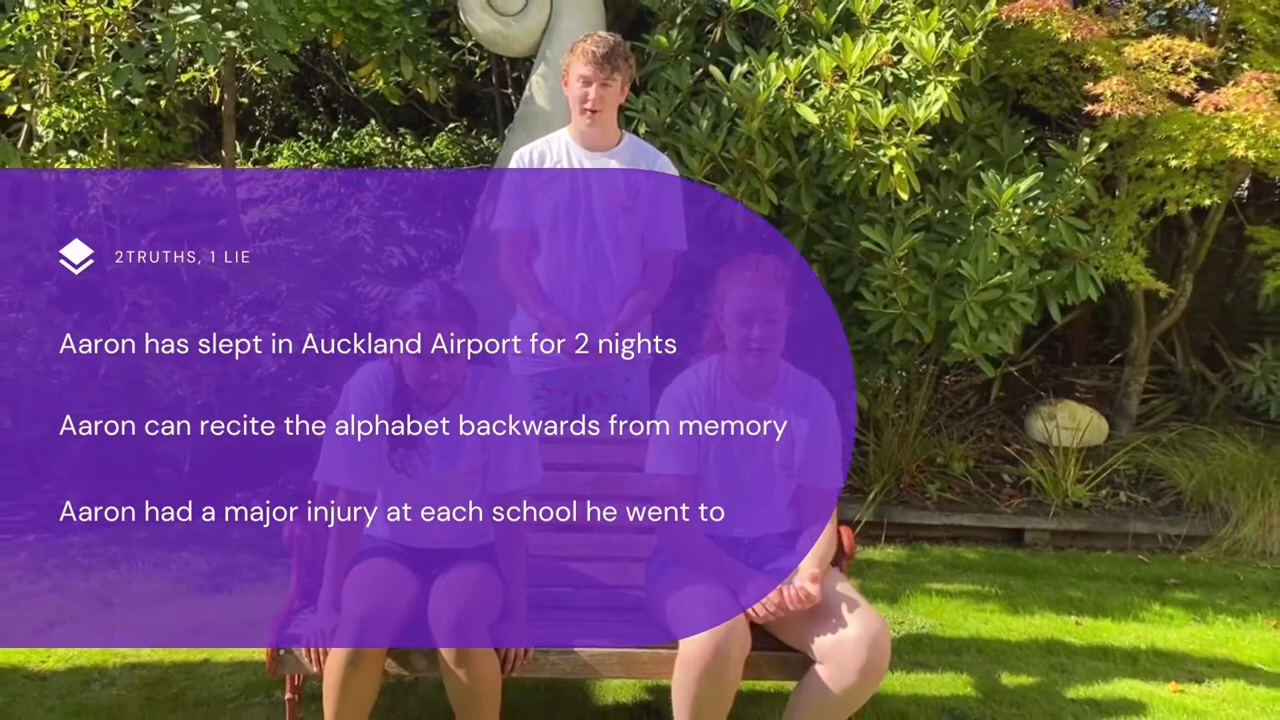 2TRUTHS, 1 LIE
Aaron has slept in Auckland Airport for 2 nights
Aaron can recite the alphabet backwards from memory
Aaron had a major injury at each school he went to